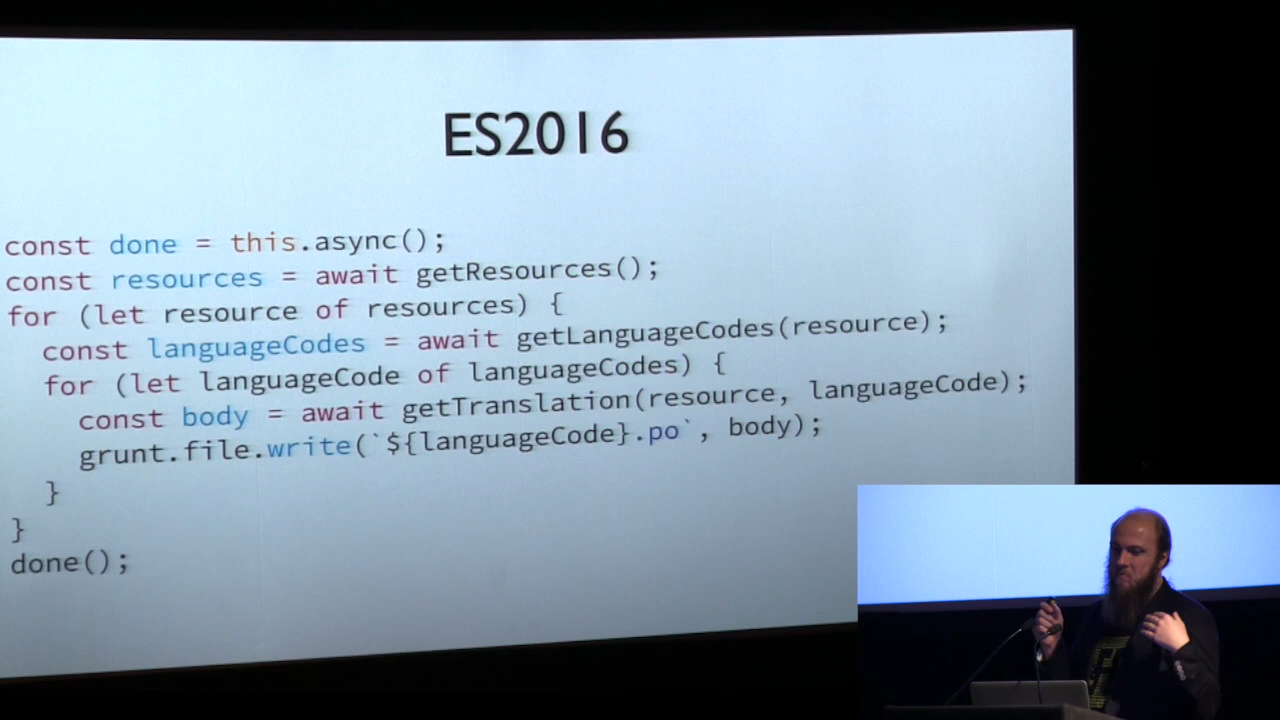 ES2016
const done = this.async();
const resources = await getResources();
for (let resource of resources) {
  const languageCodes = await getLanguageCodes(resource);
  for (let languageCode of languageCodes) {
    const body = await getTranslation(resource, languageCode);
    grunt.file.write(`${languageCode}.po`, body);
  }
}
done();